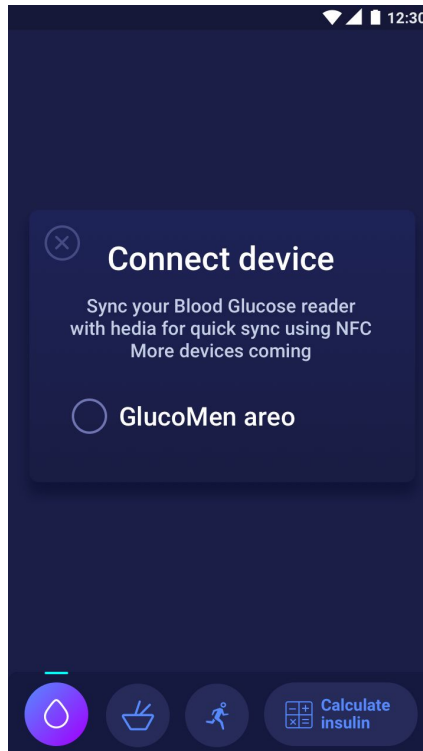 12:30
Connect device
Sync your Blood Glucose reader
with hedia for quick sync using NFC
More devices coming
GlucoMen areo
Calculate
insulin